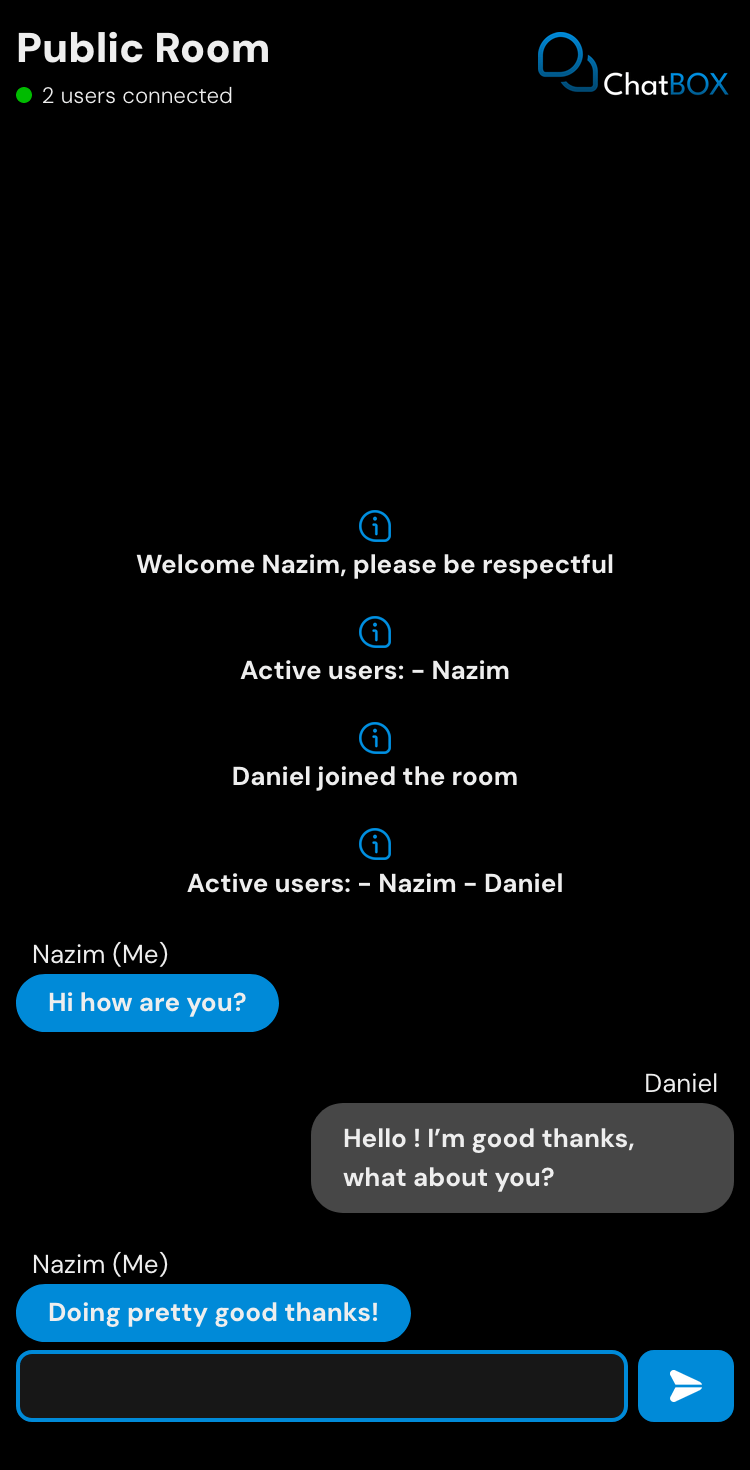 Public Room
2 users connected
ChatBOX
Welcome Nazim, please be respectful
Active users: - Nazim
Daniel joined the room
Active users: - Nazim - Daniel
Nazim (Me)
Hi how are you?
Daniel
Hello ! I’m good thanks,
what about you?
Nazim (Me)
Doing pretty good thanks!